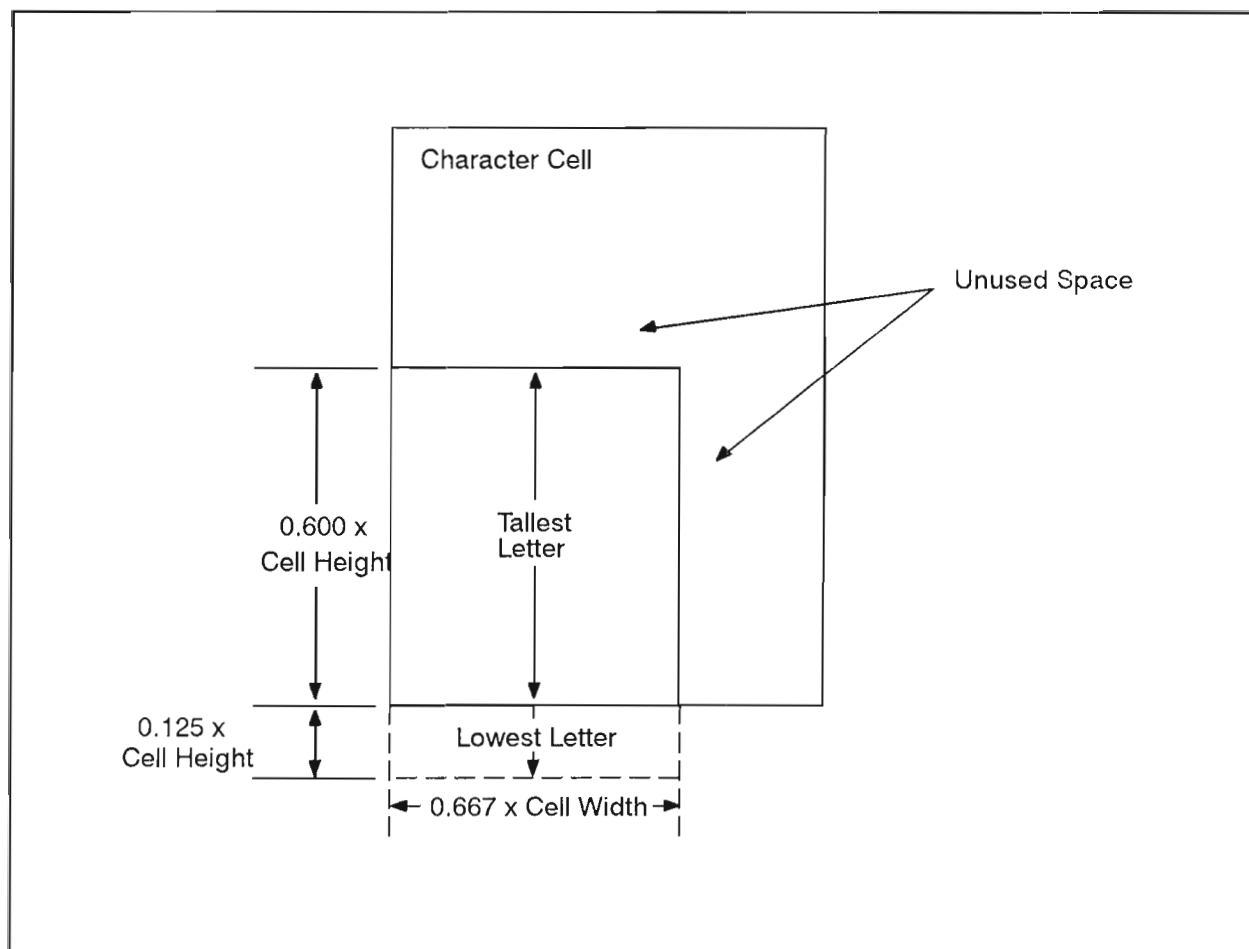 Character Cell
Unused Space
Tallest
Letter
0.600 x
Cell Height
Lowest Letter
0.125 x
Cell Height
0.667 x Cell Width